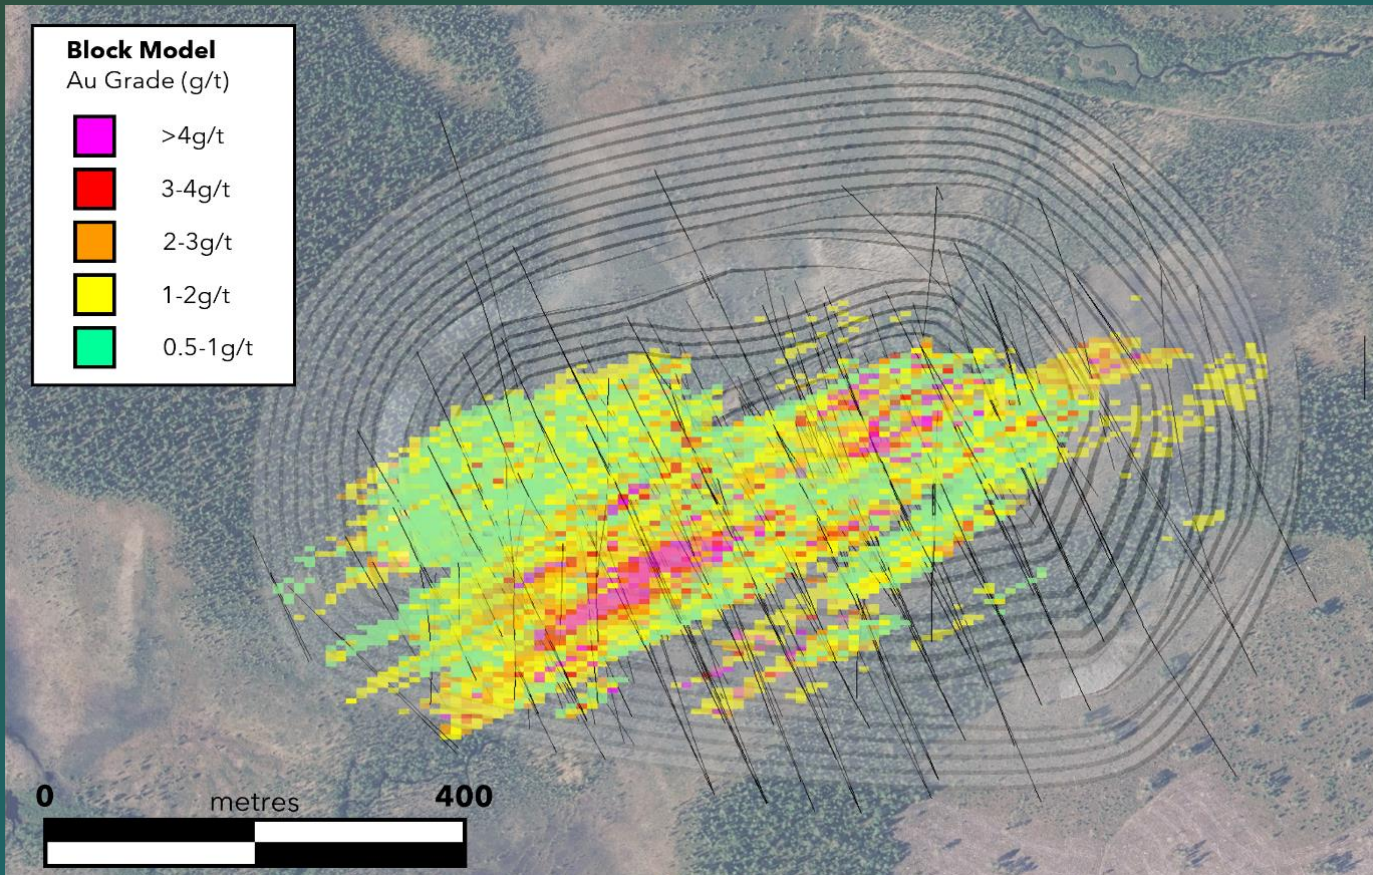 Block Model
Au Grade (g/t)
>4g/t
3-4g/t
2-3g/t
1-2g/t
0.5-1g/t
0 metres 400